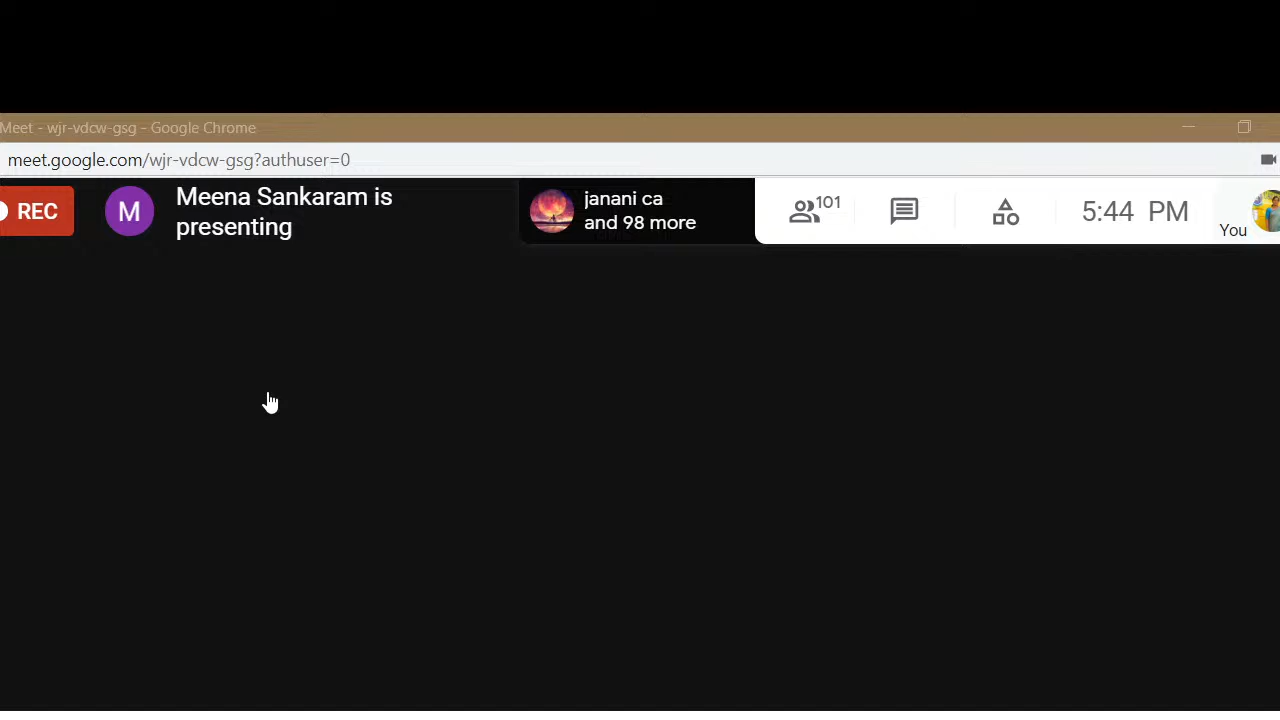 Meet - wjr-vdcw-gsg - Google Chrome
meet.google.com/wjr-vdcw-gsg?authuser=0
REC
M
Meena Sankaram is
presenting
janani ca
and 98 more
101
5:44 PM
You